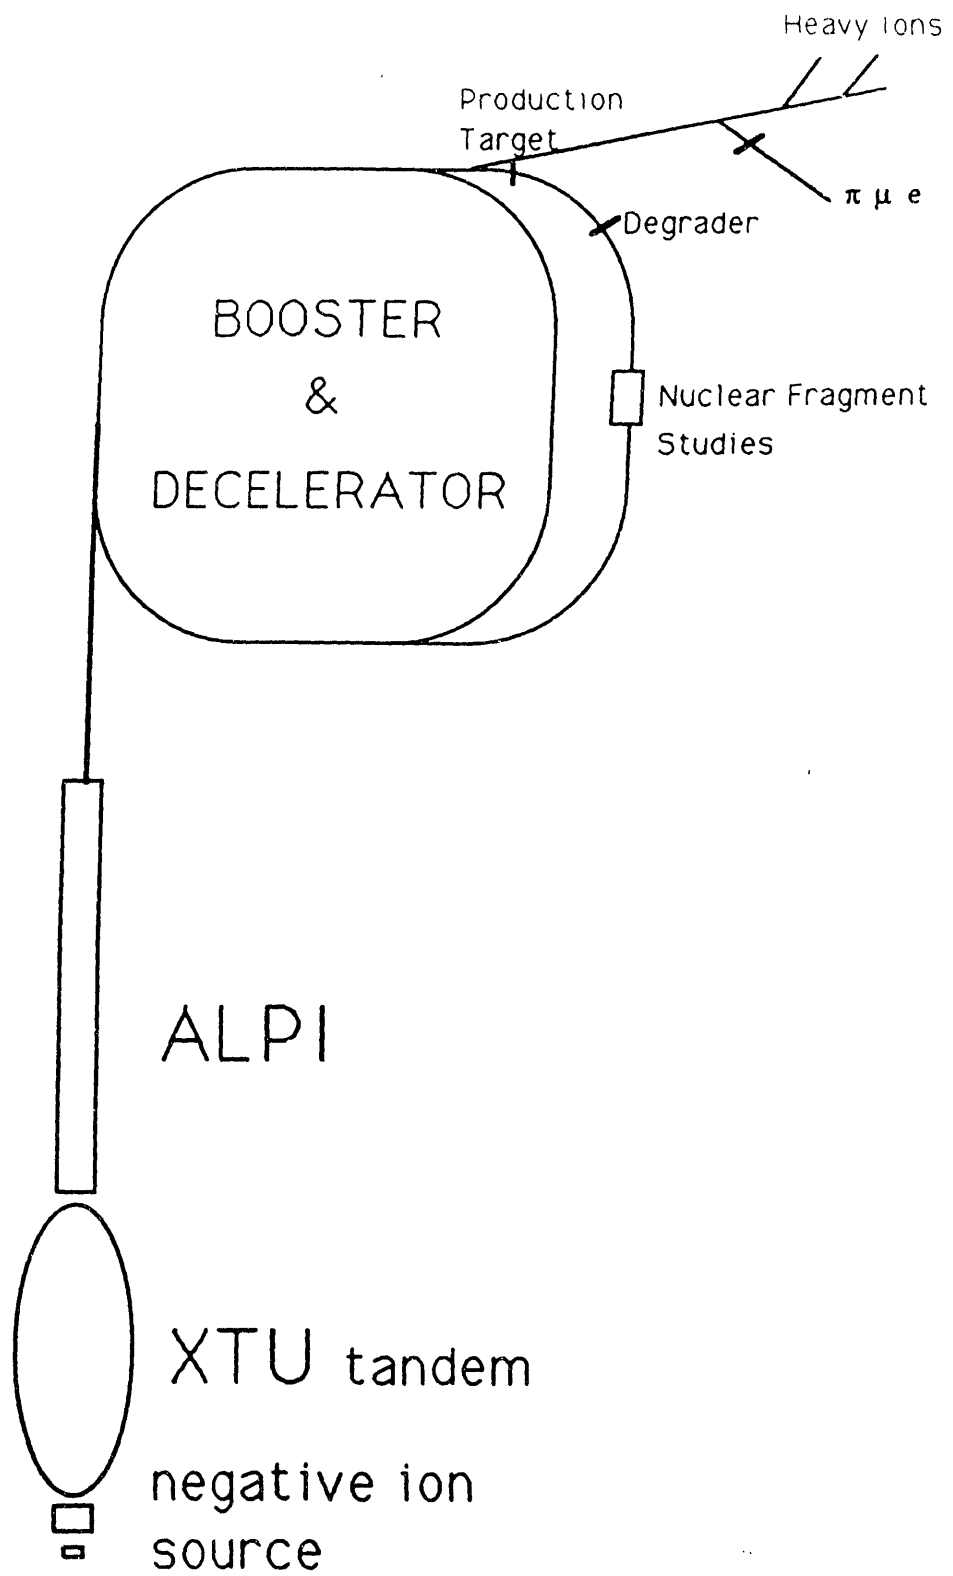 Heavy Ions
Production
Target
π μ e
Degrader
BOOSTER
&
DECELERATOR
Nuclear Fragment
Studies
ALPI
XTU tandem
negative ion
source